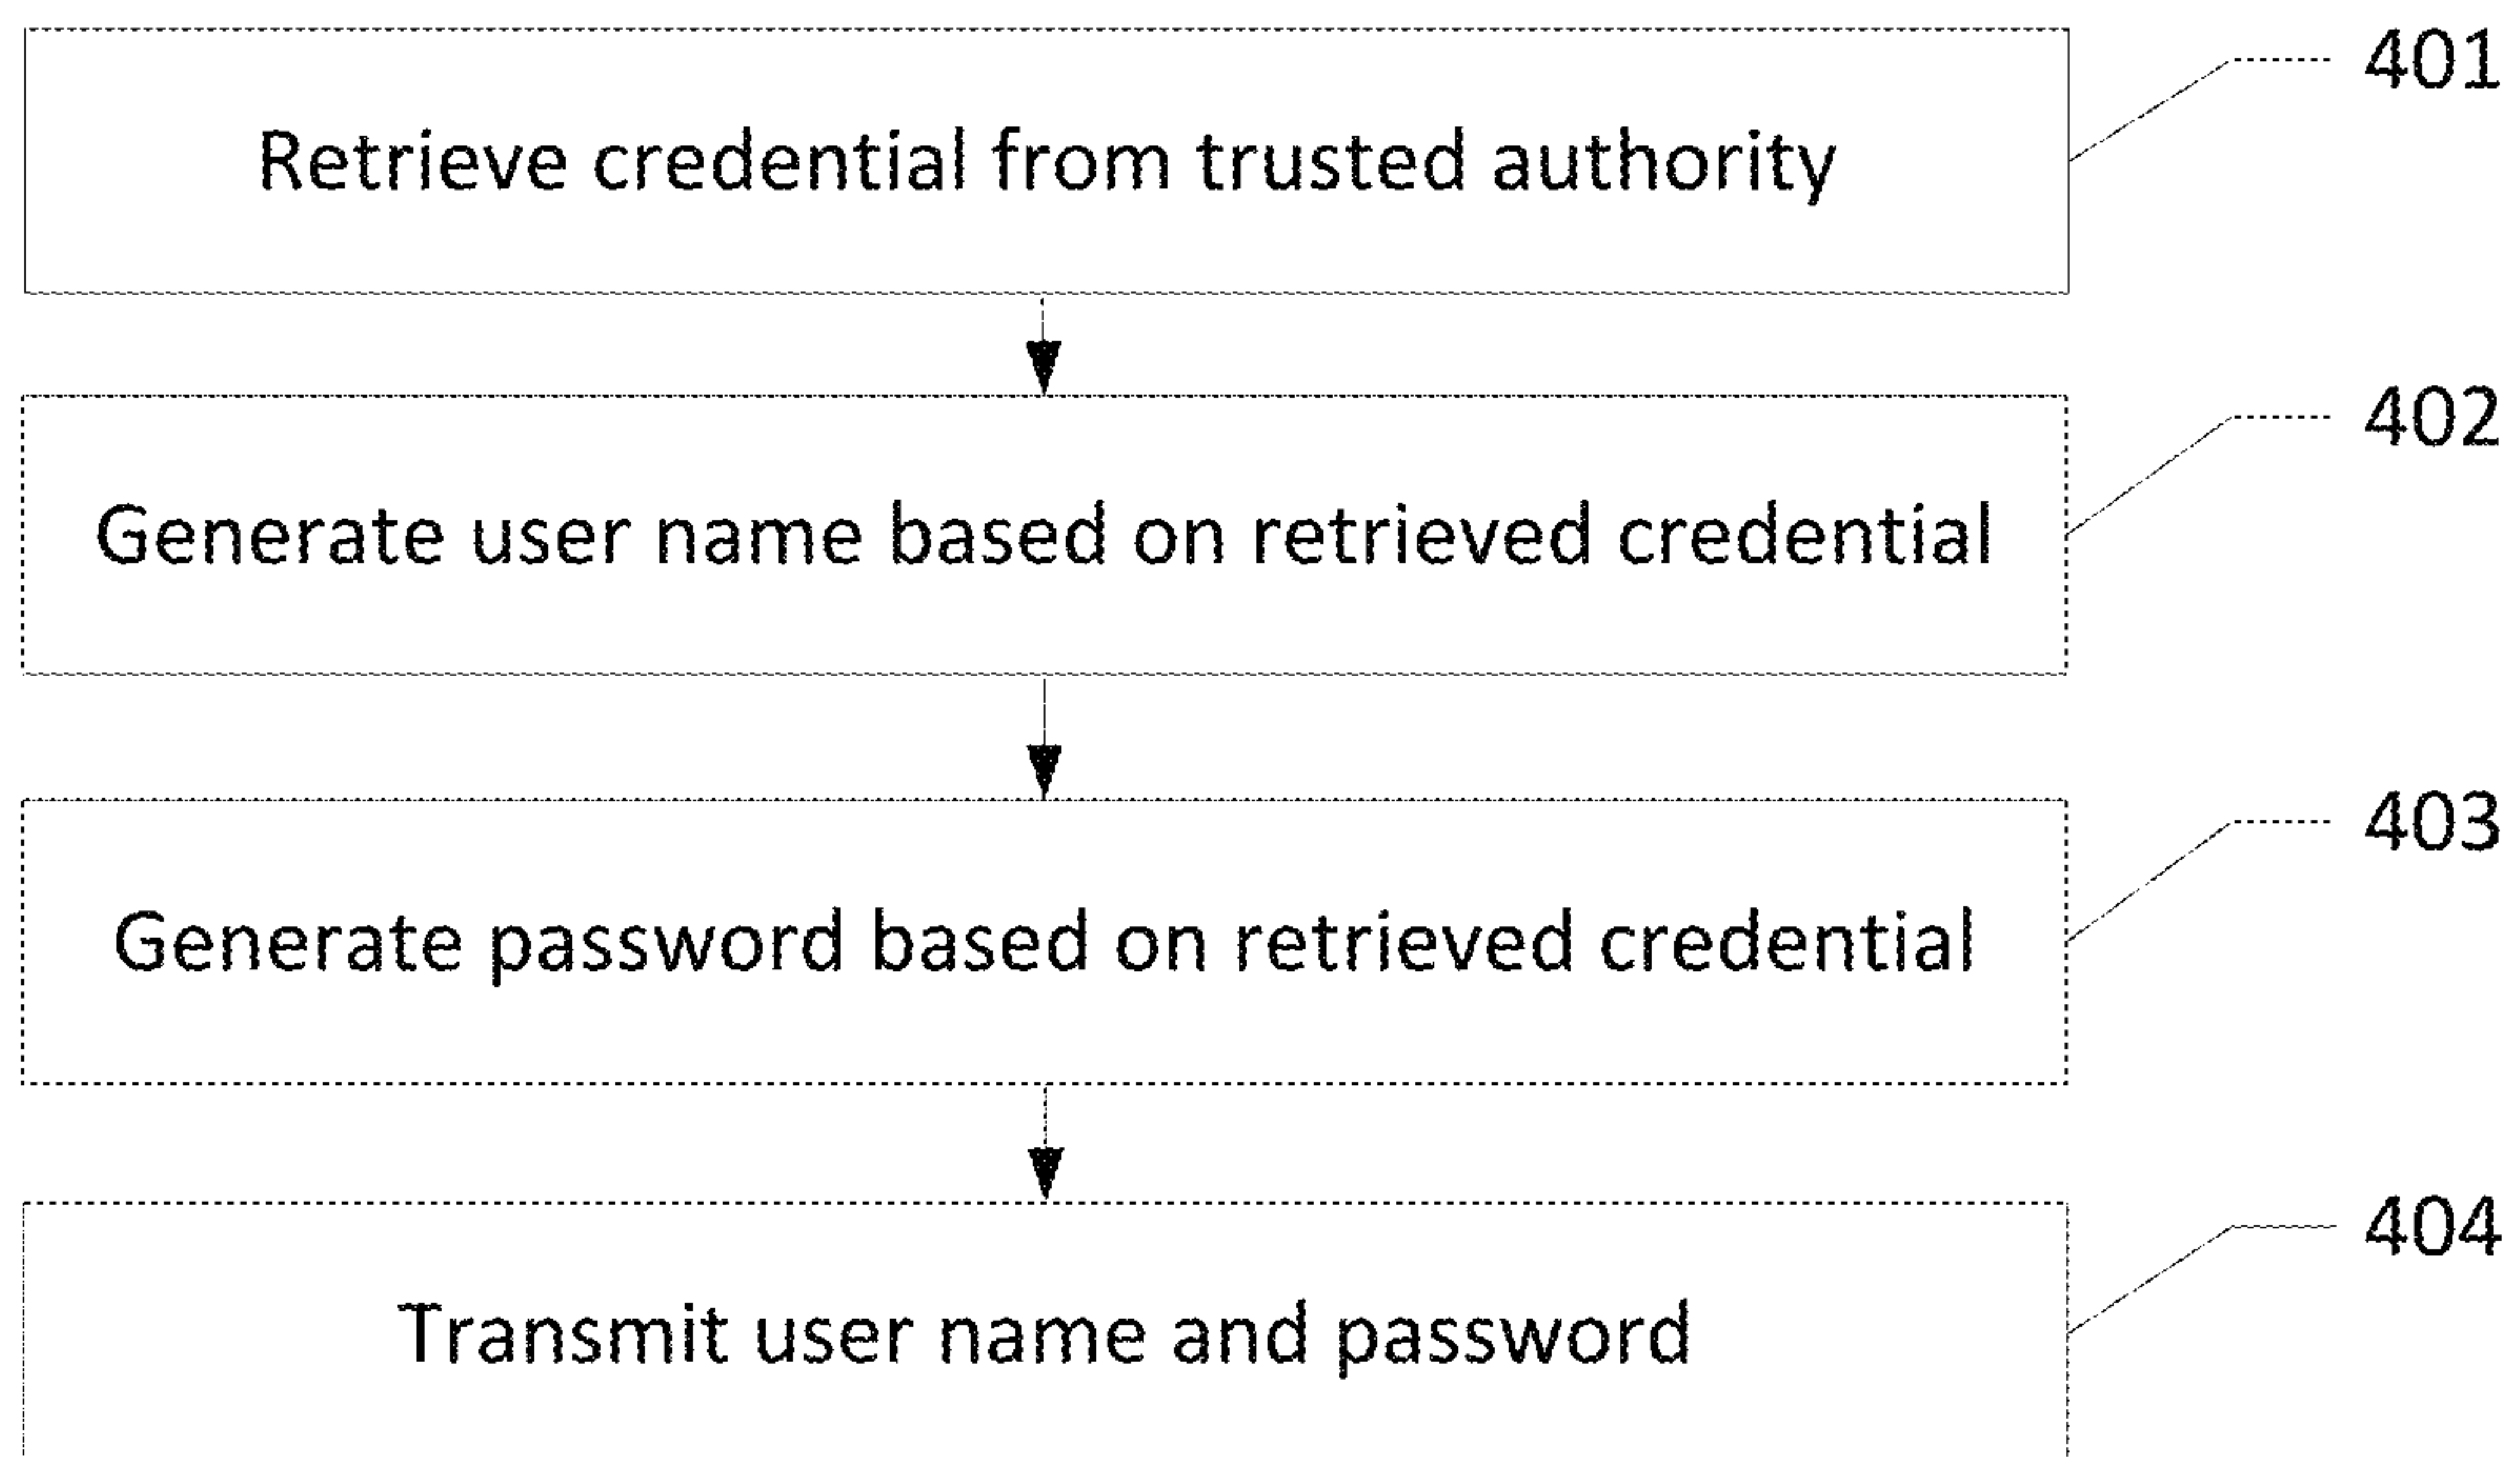 401
Retrieve credential from trusted authority
402
Generate user name based on retrieved credential
403
Generate password based on retrieved credential
404
Transmit user name and password